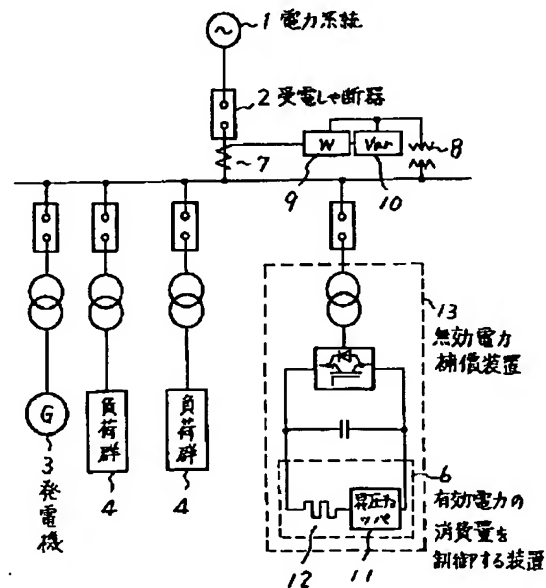 1 電力系統
2 受電しゃ断器
7
W
Var
8
9
10
13
無効電力
補償装置
G
負荷群
負荷群
3
発電機
4
4
6
有効電力の
消費量を
制御する装置
昇圧チョ
ッパ
12
11